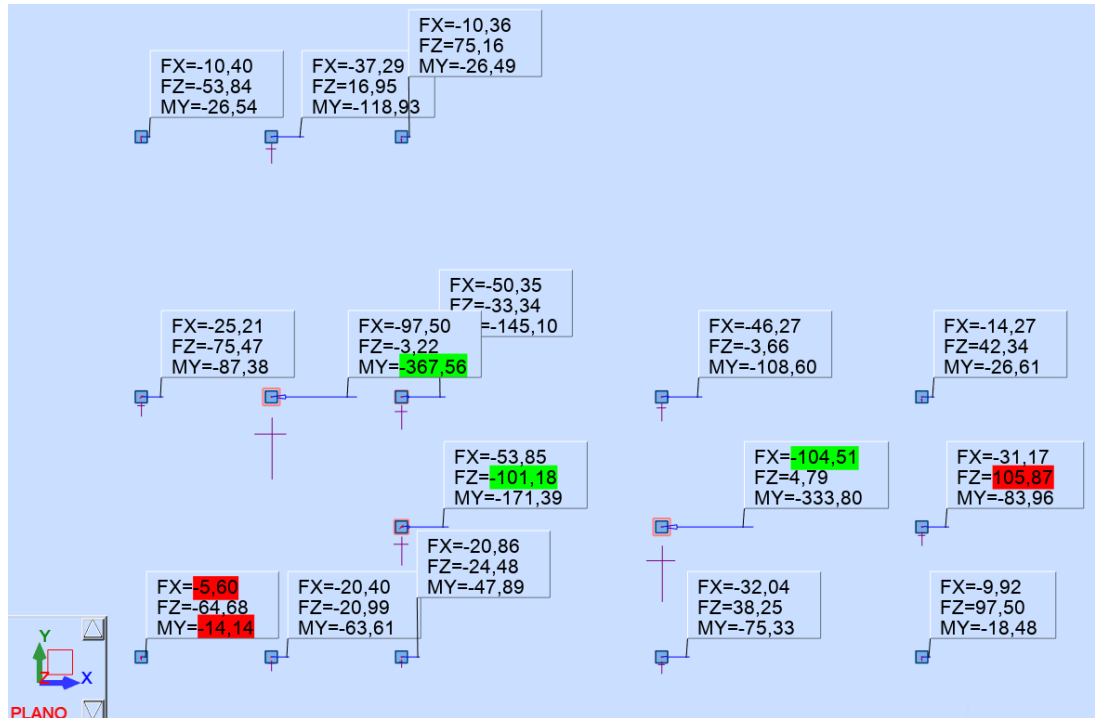 FX=-10,36
FZ=75,16
MY=-26,49
FX=-10,40
FZ=-53,84
MY=-26,54
FX=-37,29
FZ=16,95
MY=-118,93
FX=-50,35
FZ=-33,34
-145,10
FX=-25,21
FZ=-75,47
MY=-87,38
FX=-97,50
FZ=-3,22
MY=-367,56
FX=-46,27
FZ=-3,66
MY=-108,60
FX=-14,27
FZ=42,34
MY=-26,61
FX=-53,85
FZ=-101,18
MY=-171,39
FX=-104,51
FZ=4,79
MY=-333,80
FX=-31,17
FZ=105,87
MY=-83,96
FX=-20,86
FZ=-24,48
MY=-47,89
FX=-5,60
FZ=-64,68
MY=-14,14
FX=-20,40
FZ=-20,99
MY=-63,61
FX=-32,04
FZ=38,25
MY=-75,33
FX=-9,92
FZ=97,50
MY=-18,48
Y
Z
X
PLANO